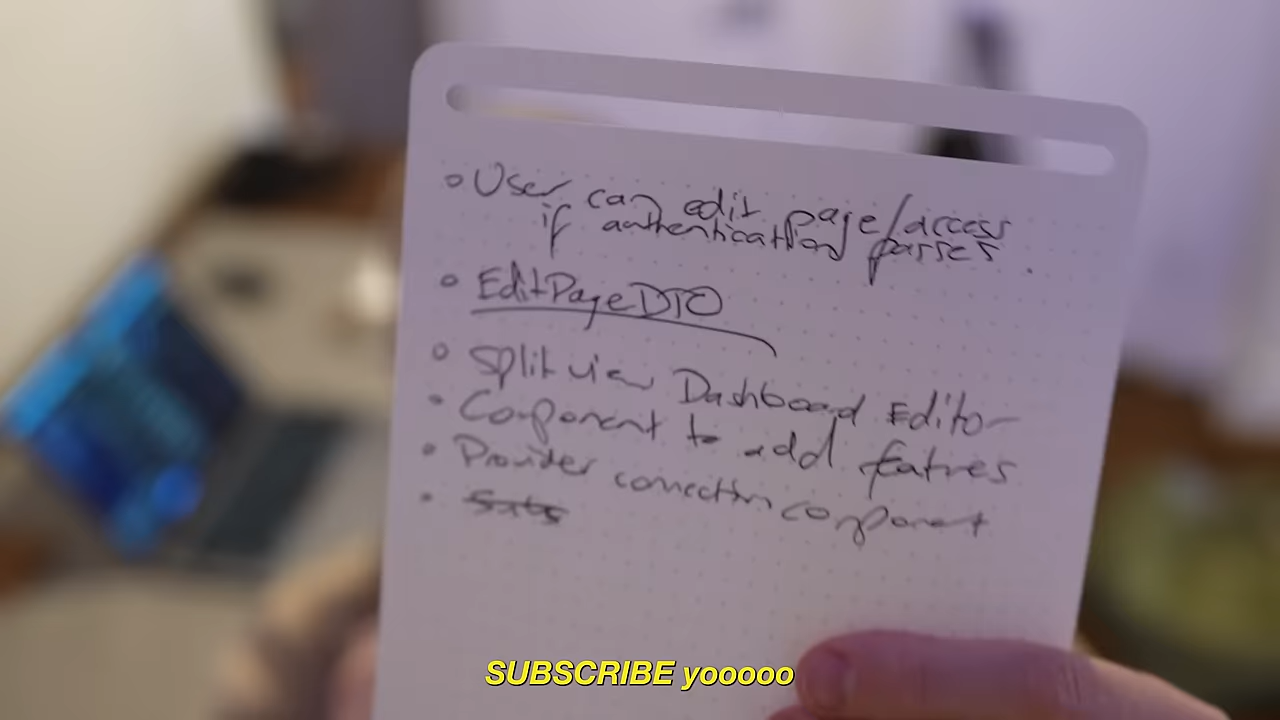 User can edit page/access
if authentication passes.
EditPageDTO
Split view Dashboard Editor
Component to add featres
Provider connection component
SUBSCRIBE yooooo